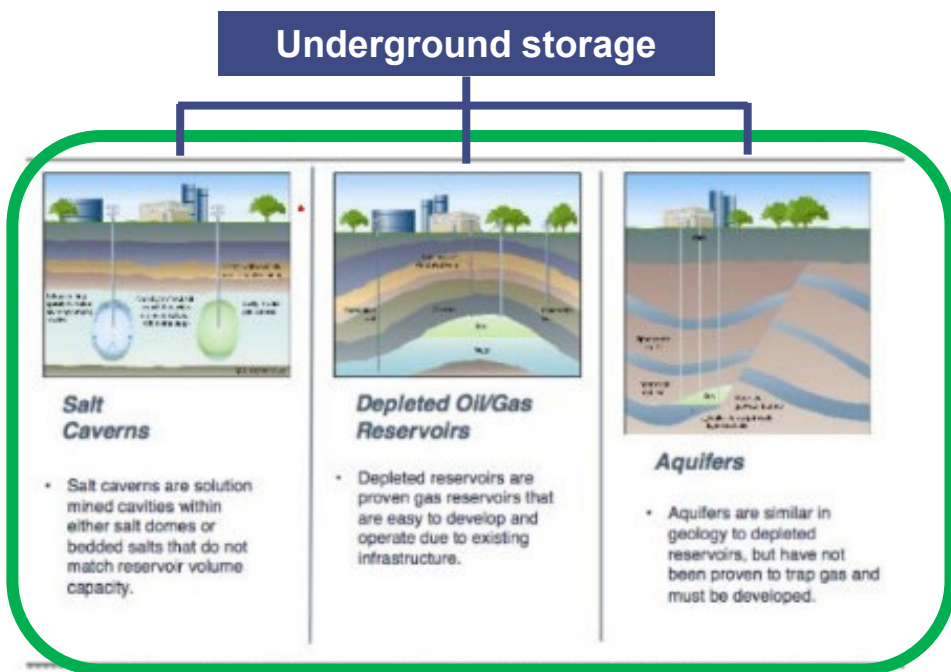 Underground storage
Salt
Caverns
• Salt caverns are solution
mined cavities within
either salt domes or
bedded salts that do not
match reservoir volume
capacity.
Depleted Oil/Gas
Reservoirs
• Depleted reservoirs are
proven gas reservoirs that
are easy to develop and
operate due to existing
infrastructure.
Aquifers
• Aquifers are similar in
geology to depleted
reservoirs, but have not
been proven to trap gas and
must be developed.